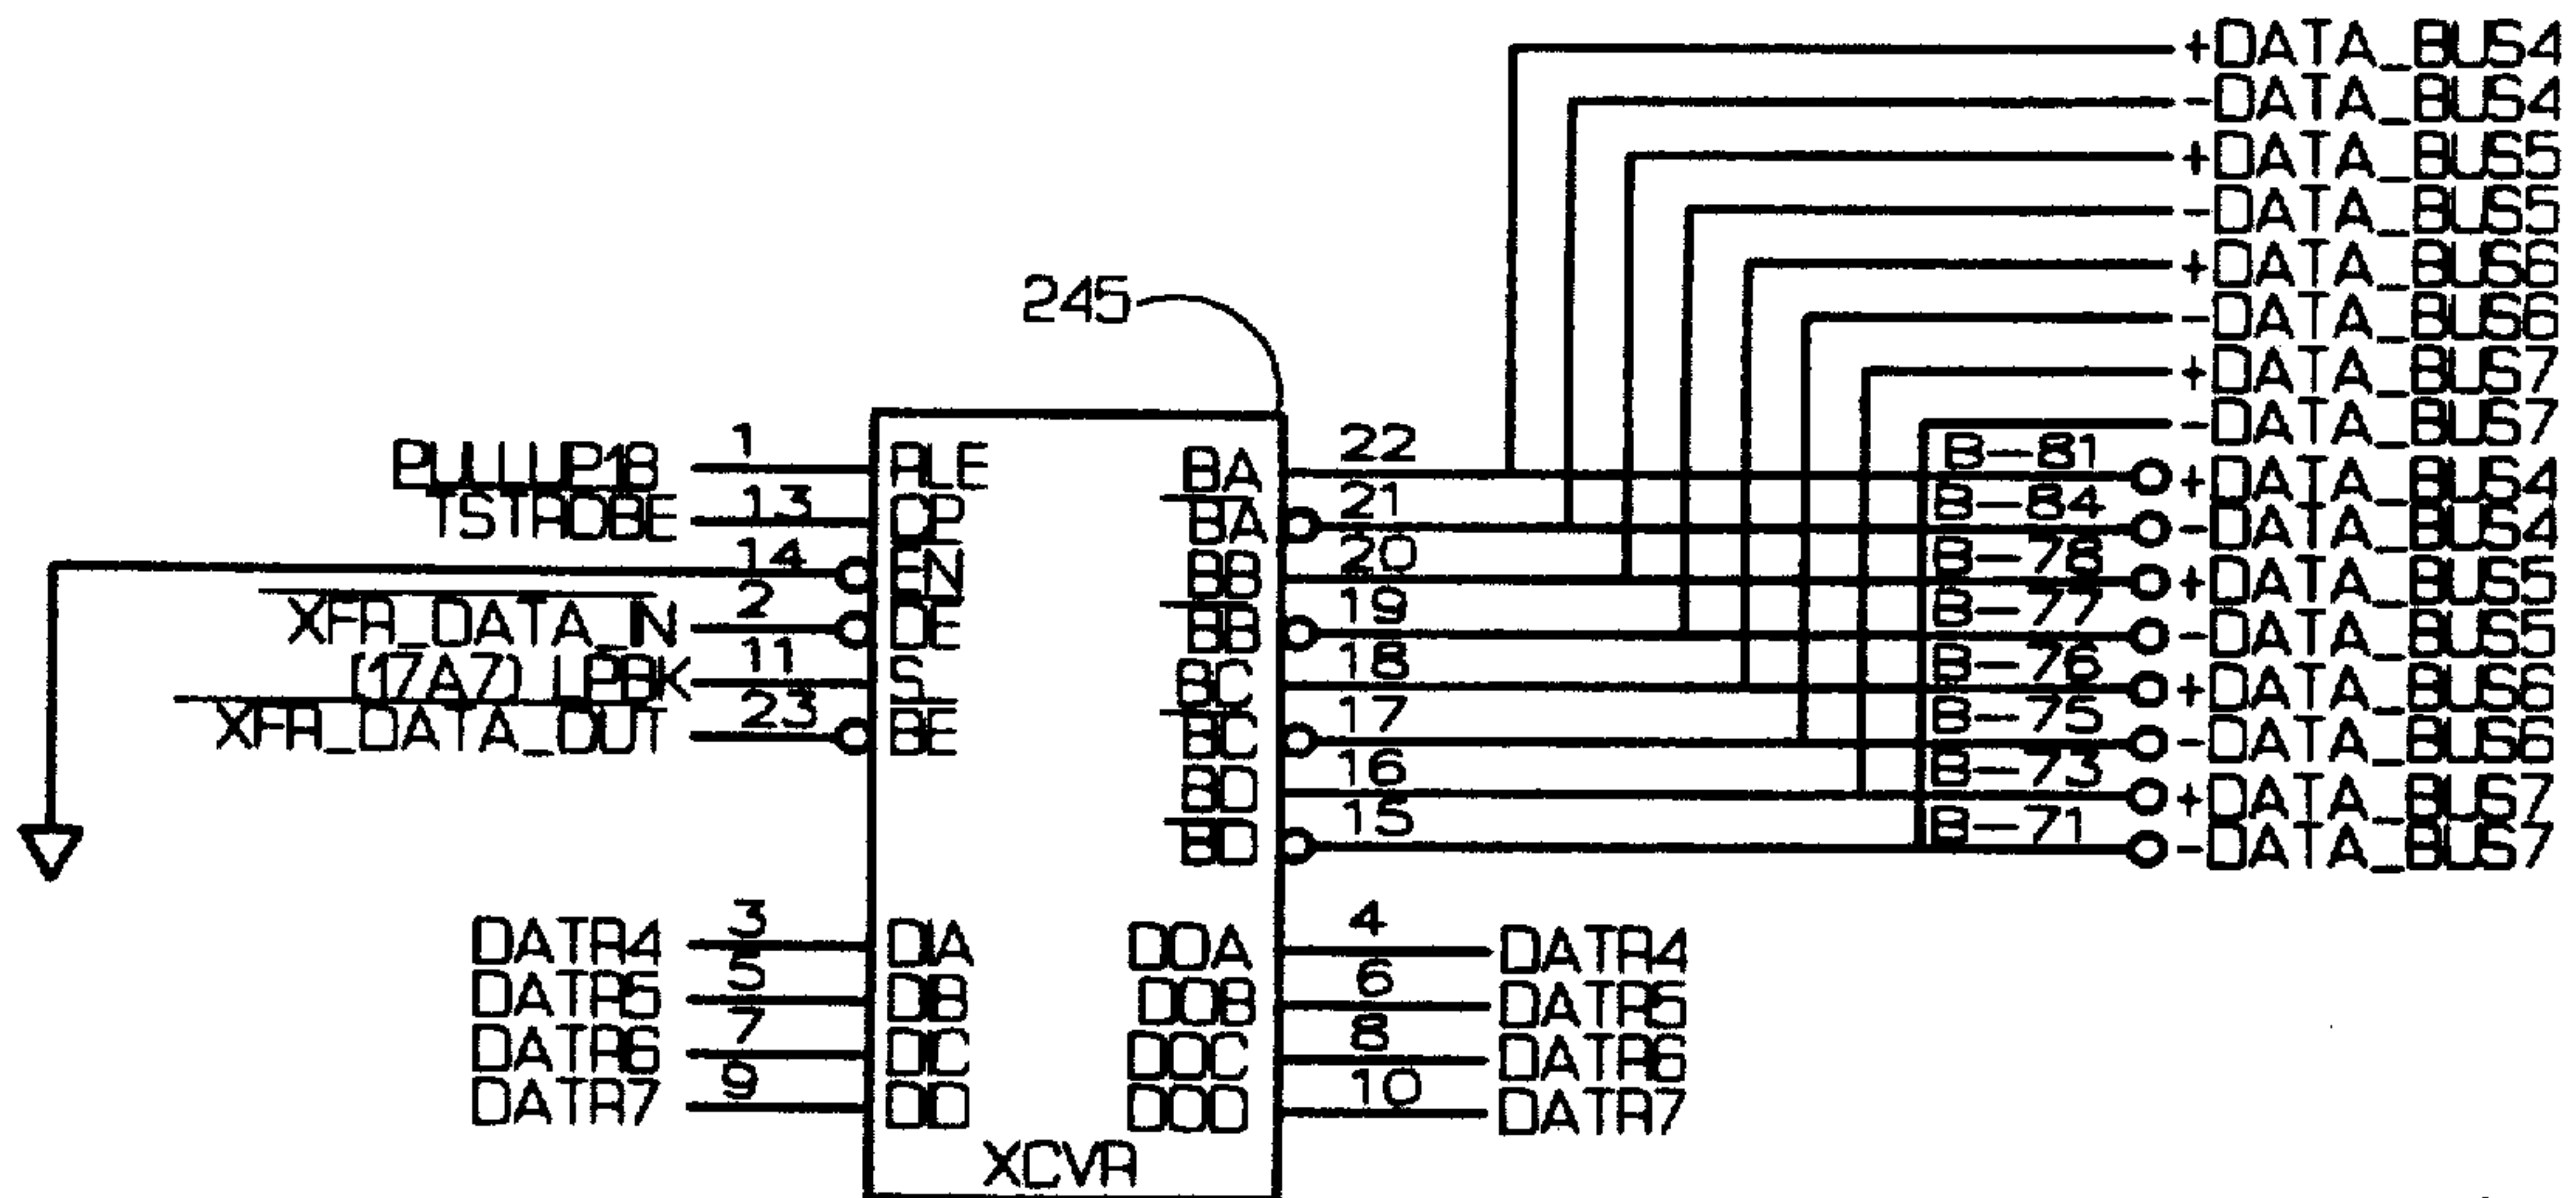 +DATA_BUS4
-DATA_BUS4
+DATA_BUS5
-DATA_BUS5
+DATA_BUS6
-DATA_BUS6
+DATA_BUS7
-DATA_BUS7
245
PULLUP18 1 RLE BA 22 B-81 +DATA_BUS4
TSTROBE 13 CP BA 21 B-84 -DATA_BUS4
14 EN BB 20 B-78 +DATA_BUS5
XFR_DATA_IN 2 DE BB 19 B-77 -DATA_BUS5
(17A7) LPBK 11 S BC 18 B-76 +DATA_BUS6
XFR_DATA_OUT 23 BE BC 17 B-75 -DATA_BUS6
BD 16 B-73 +DATA_BUS7
BD 15 B-71 -DATA_BUS7
DATR4 3 DIA DOA 4 DATR4
DATR5 5 DIB DOB 6 DATR5
DATR6 7 DIC DOC 8 DATR6
DATR7 9 DID DOD 10 DATR7
XCVR